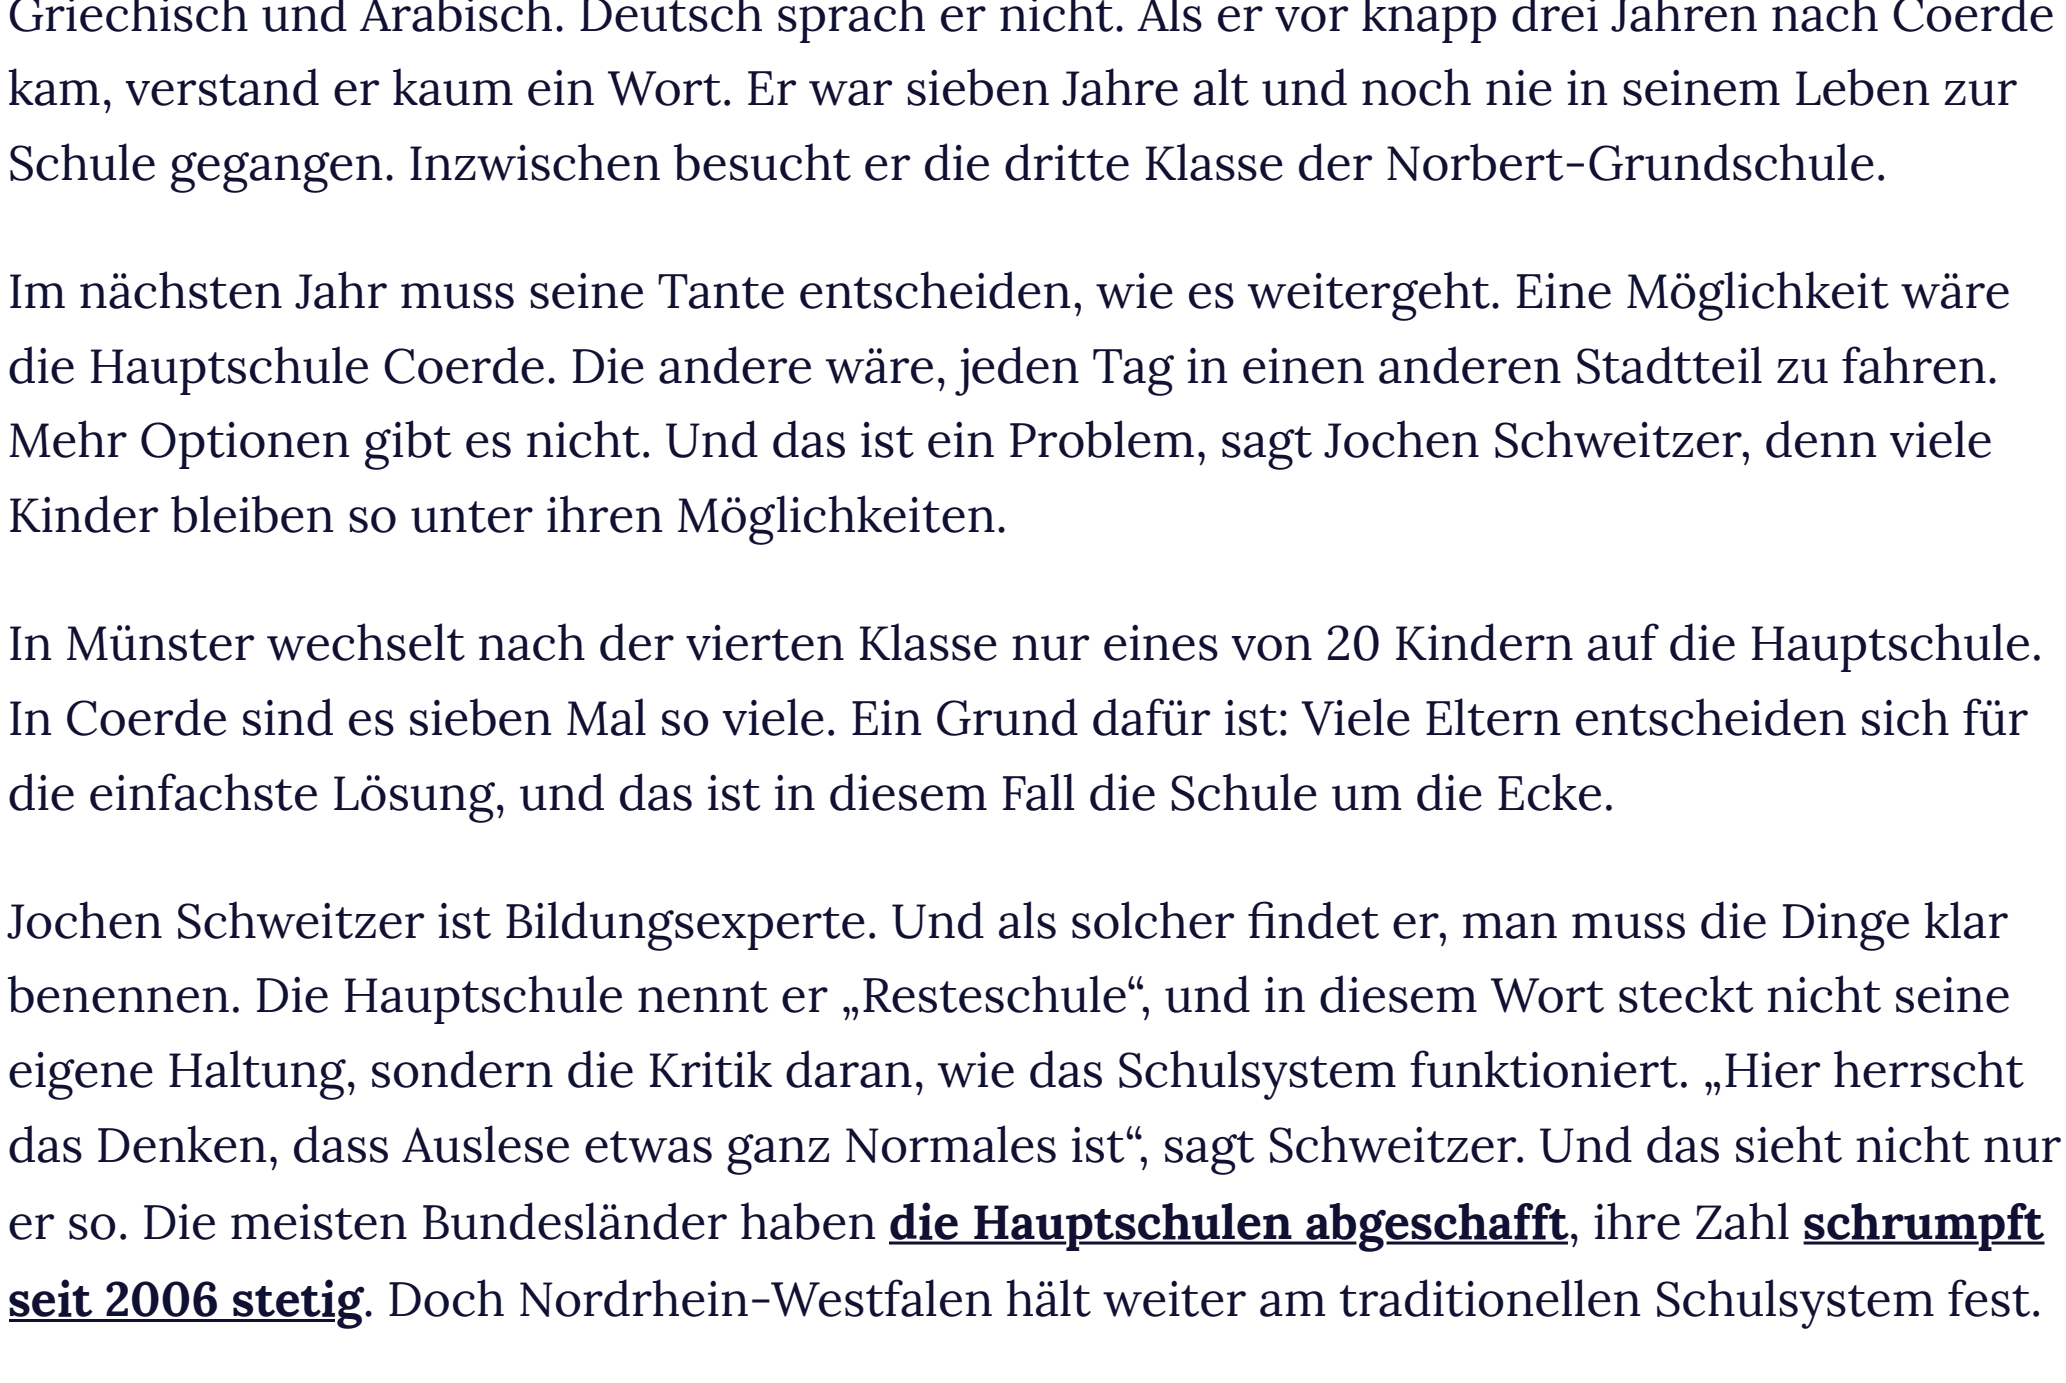 Griechisch und Arabisch. Deutsch sprach er nicht. Als er vor knapp drei Jahren nach Coerde
kam, verstand er kaum ein Wort. Er war sieben Jahre alt und noch nie in seinem Leben zur
Schule gegangen. Inzwischen besucht er die dritte Klasse der Norbert-Grundschule.
Im nächsten Jahr muss seine Tante entscheiden, wie es weitergeht. Eine Möglichkeit wäre
die Hauptschule Coerde. Die andere wäre, jeden Tag in einen anderen Stadtteil zu fahren.
Mehr Optionen gibt es nicht. Und das ist ein Problem, sagt Jochen Schweitzer, denn viele
Kinder bleiben so unter ihren Möglichkeiten.
In Münster wechselt nach der vierten Klasse nur eines von 20 Kindern auf die Hauptschule.
In Coerde sind es sieben Mal so viele. Ein Grund dafür ist: Viele Eltern entscheiden sich für
die einfachste Lösung, und das ist in diesem Fall die Schule um die Ecke.
Jochen Schweitzer ist Bildungsexperte. Und als solcher findet er, man muss die Dinge klar
benennen. Die Hauptschule nennt er „Resteschule“, und in diesem Wort steckt nicht seine
eigene Haltung, sondern die Kritik daran, wie das Schulsystem funktioniert. „Hier herrscht
das Denken, dass Auslese etwas ganz Normales ist“, sagt Schweitzer. Und das sieht nicht nur
er so. Die meisten Bundesländer haben die Hauptschulen abgeschafft, ihre Zahl schrumpft
seit 2006 stetig. Doch Nordrhein-Westfalen hält weiter am traditionellen Schulsystem fest.